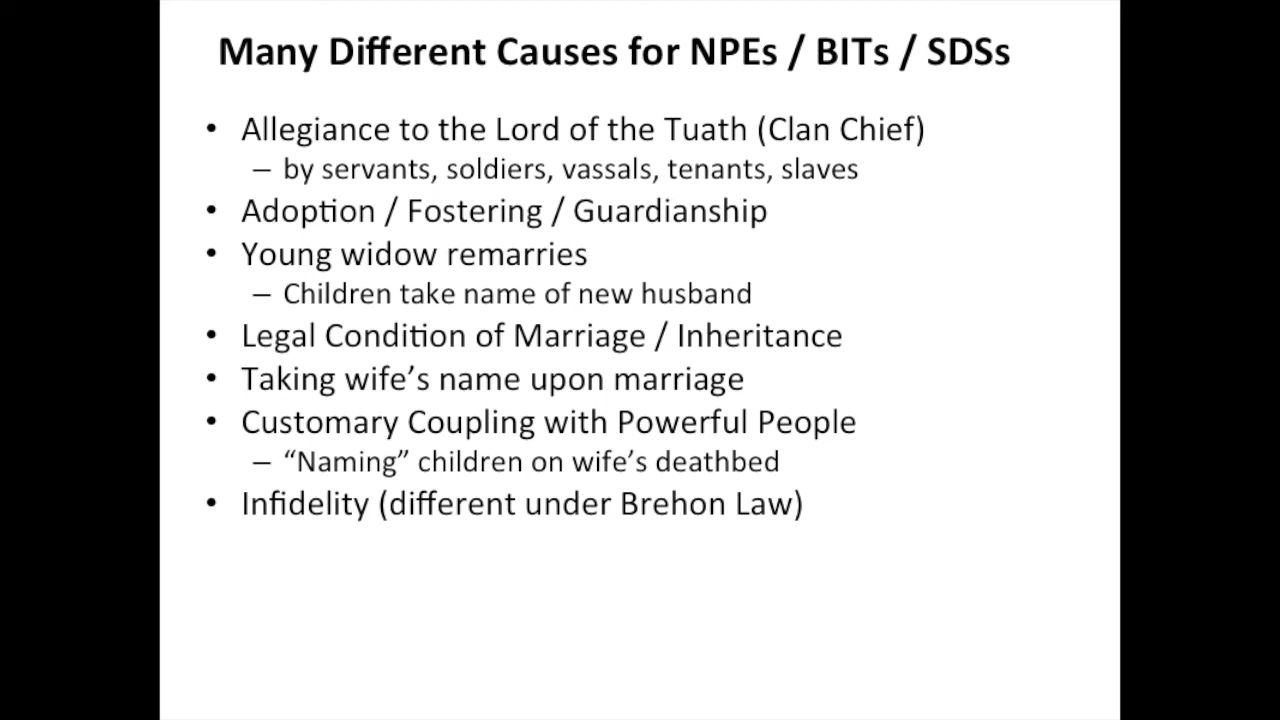 Many Different Causes for NPEs / BITs / SDSs
• Allegiance to the Lord of the Tuath (Clan Chief)
– by servants, soldiers, vassals, tenants, slaves
• Adoption / Fostering / Guardianship
• Young widow remarries
– Children take name of new husband
• Legal Condition of Marriage / Inheritance
• Taking wife’s name upon marriage
• Customary Coupling with Powerful People
– “Naming” children on wife’s deathbed
• Infidelity (different under Brehon Law)